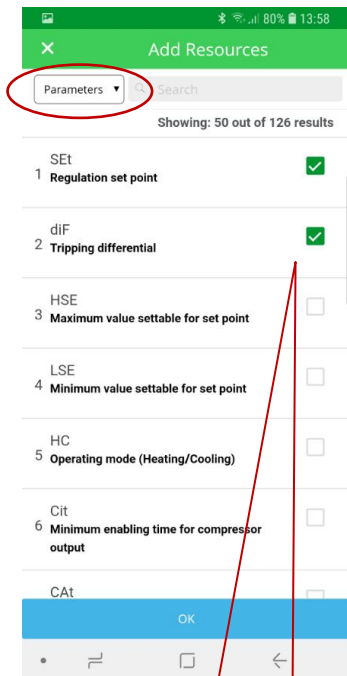 80% 13:58
Add Resources
Parameters Search
Showing: 50 out of 126 results
SEt
1 Regulation set point
diF
2 Tripping differential
HSE
3 Maximum value settable for set point
LSE
4 Minimum value settable for set point
HC
5 Operating mode (Heating/Cooling)
Cit
6 Minimum enabling time for compressor
output
CAt
OK